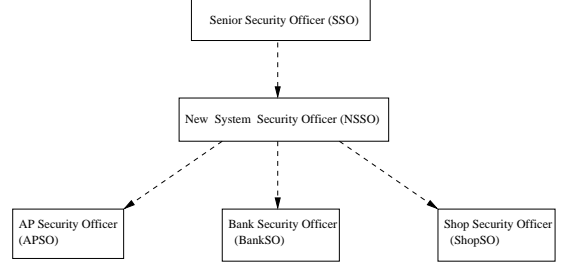 Senior Security Officer (SSO)
New System Security Officer (NSSO)
AP Security Officer
(APSO)
Bank Security Officer
(BankSO)
Shop Security Officer
(ShopSO)